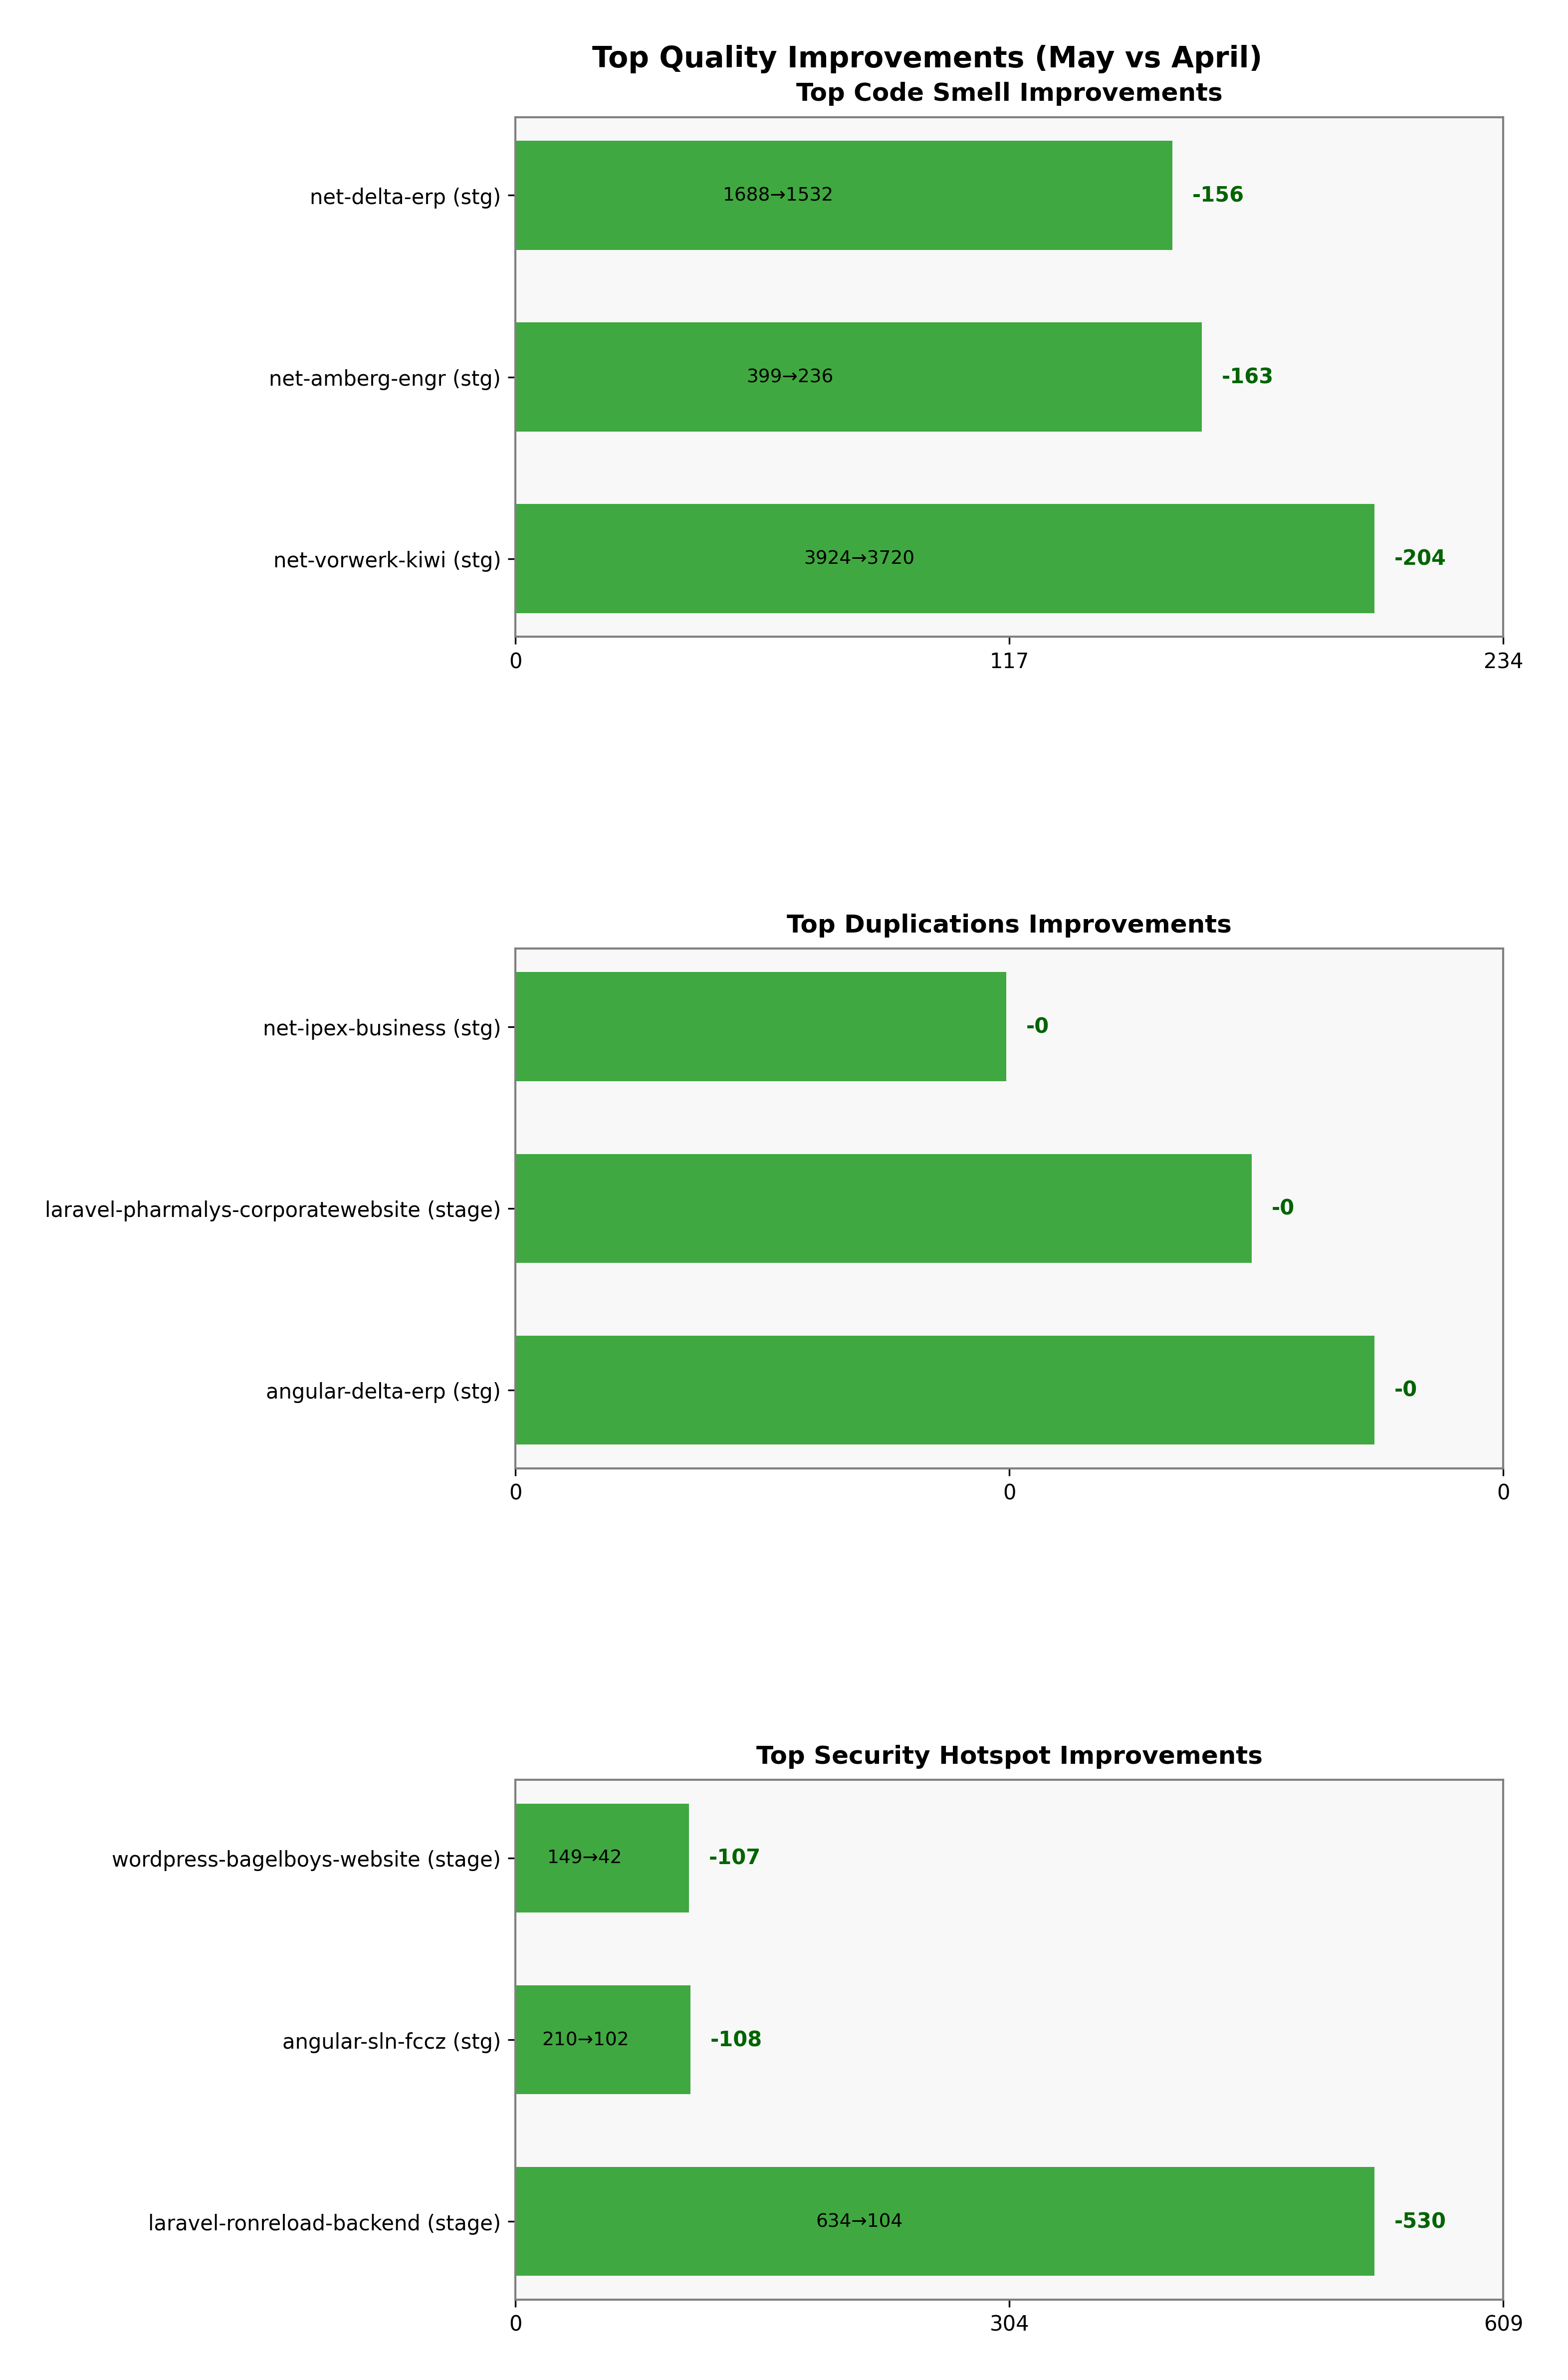 Top Quality Improvements (May vs April)
Top Code Smell Improvements
net-delta-erp (stg)
1688→1532
-156
net-amberg-engr (stg)
399→236
-163
net-vorwerk-kiwi (stg)
3924→3720
-204
0
117
234
Top Duplications Improvements
net-ipex-business (stg)
-0
laravel-pharmalys-corporatewebsite (stage)
-0
angular-delta-erp (stg)
-0
0
0
0
Top Security Hotspot Improvements
wordpress-bagelboys-website (stage)
149→42
-107
angular-sln-fccz (stg)
210→102
-108
laravel-ronreload-backend (stage)
634→104
-530
0
304
609